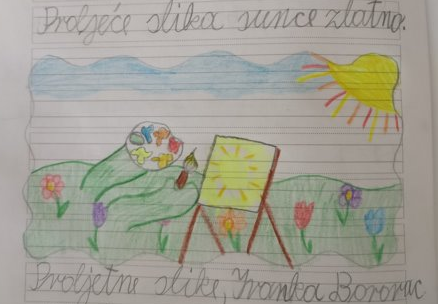 Proljeće slika sunce zlatno.
Proljetne slike, Ivanka Borovac